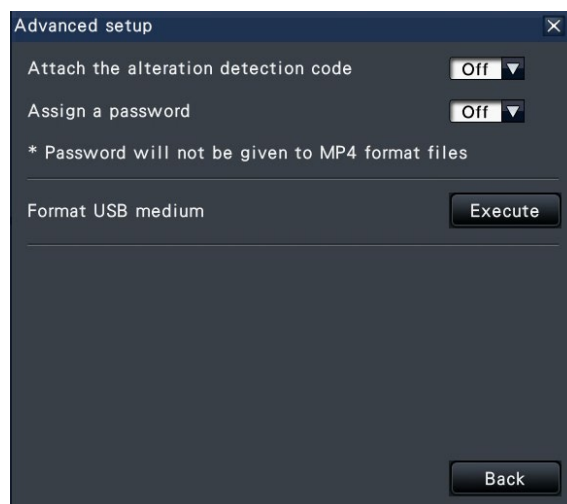 Advanced setup
Attach the alteration detection code Off
Assign a password Off
* Password will not be given to MP4 format files
Format USB medium Execute
Back